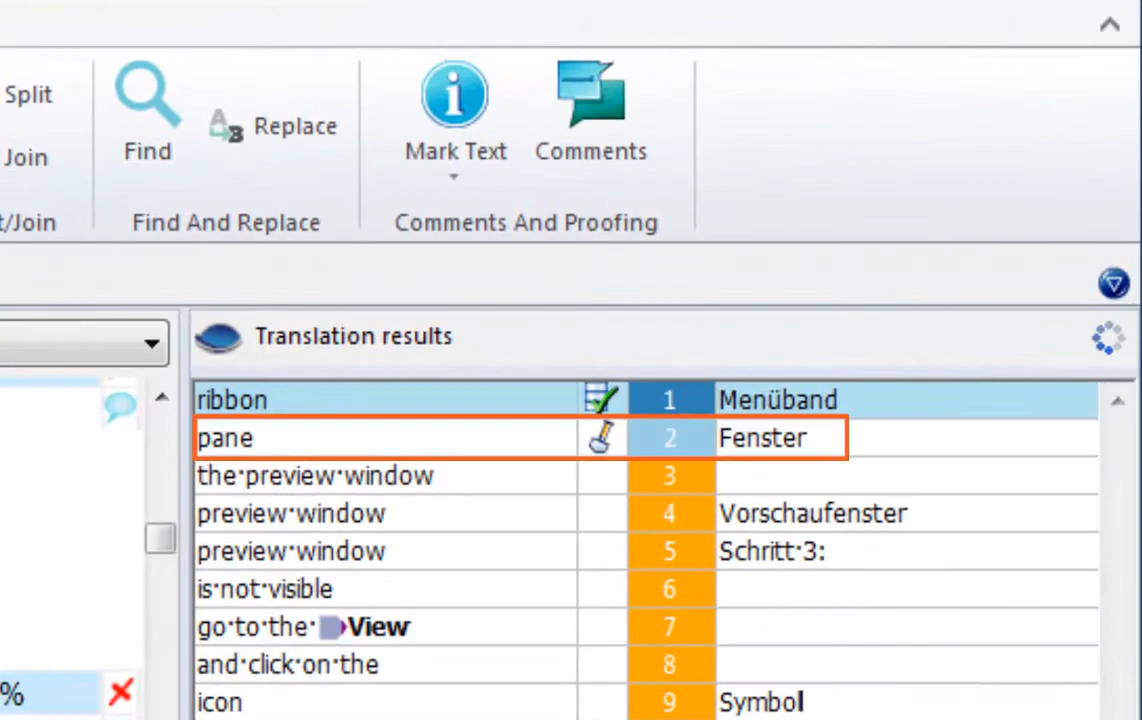 Split
Join
t/Join
Find
Replace
Find And Replace
Mark Text
Comments
Comments And Proofing
Translation results
ribbon 1 Menüband
pane 2 Fenster
the·preview·window 3
preview·window 4 Vorschaufenster
preview·window 5 Schritt·3:
is·not·visible 6
go·to·the· View 7
and·click·on·the 8
icon 9 Symbol
%